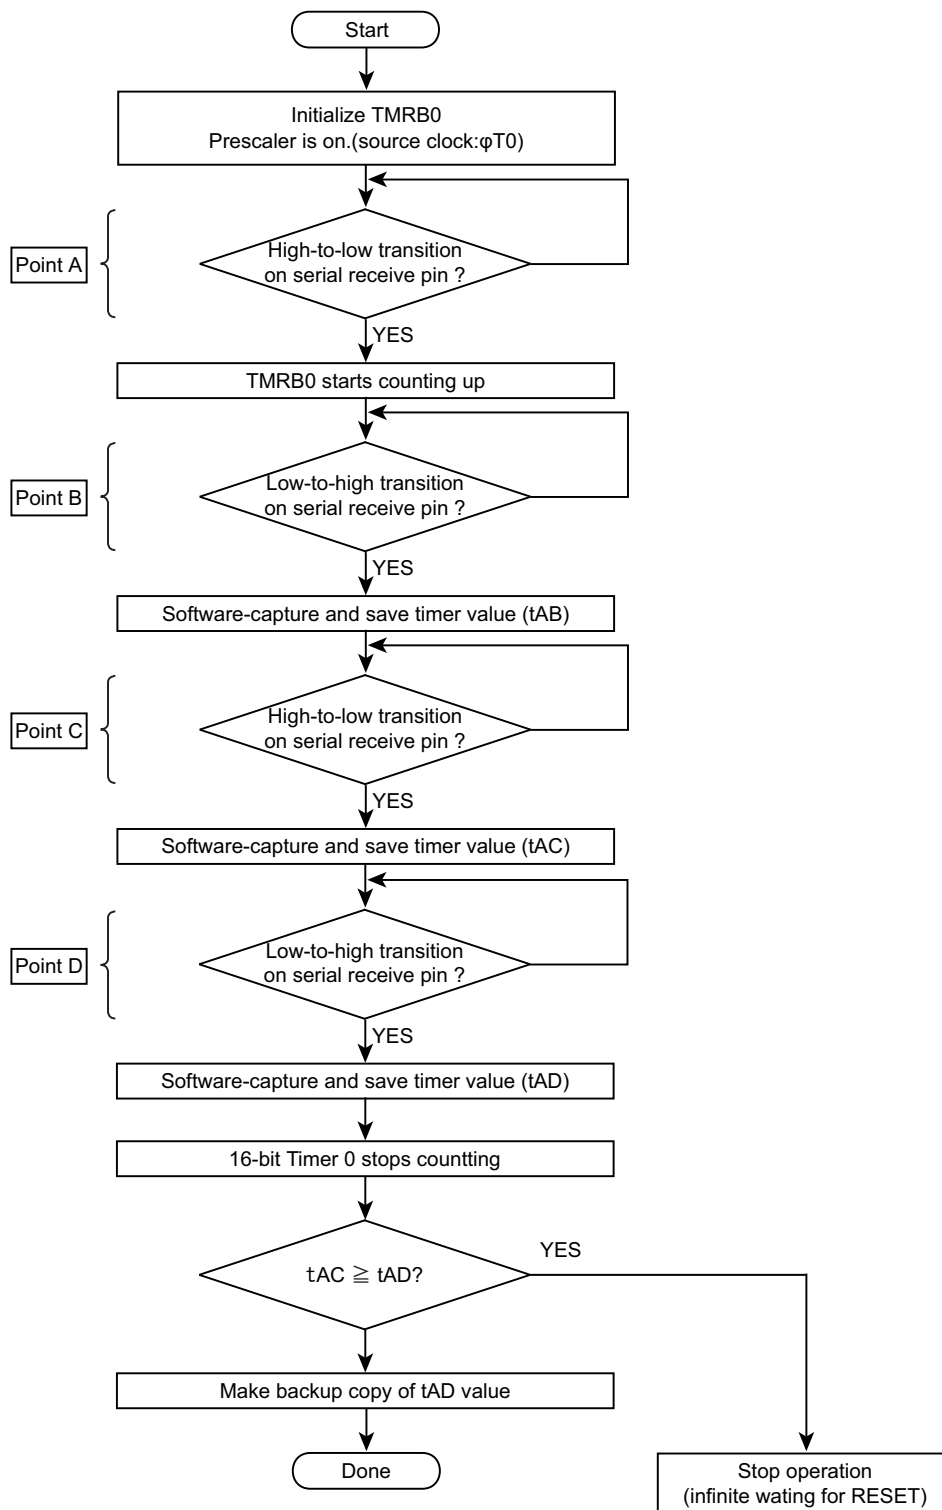 Start
Initialize TMRB0
Prescaler is on.(source clock:φT0)
Point A
High-to-low transition
on serial receive pin ?
YES
TMRB0 starts counting up
Point B
Low-to-high transition
on serial receive pin ?
YES
Software-capture and save timer value (tAB)
Point C
High-to-low transition
on serial receive pin ?
YES
Software-capture and save timer value (tAC)
Point D
Low-to-high transition
on serial receive pin ?
YES
Software-capture and save timer value (tAD)
16-bit Timer 0 stops countting
YES
tAC ≧ tAD?
Make backup copy of tAD value
Done
Stop operation
(infinite wating for RESET)